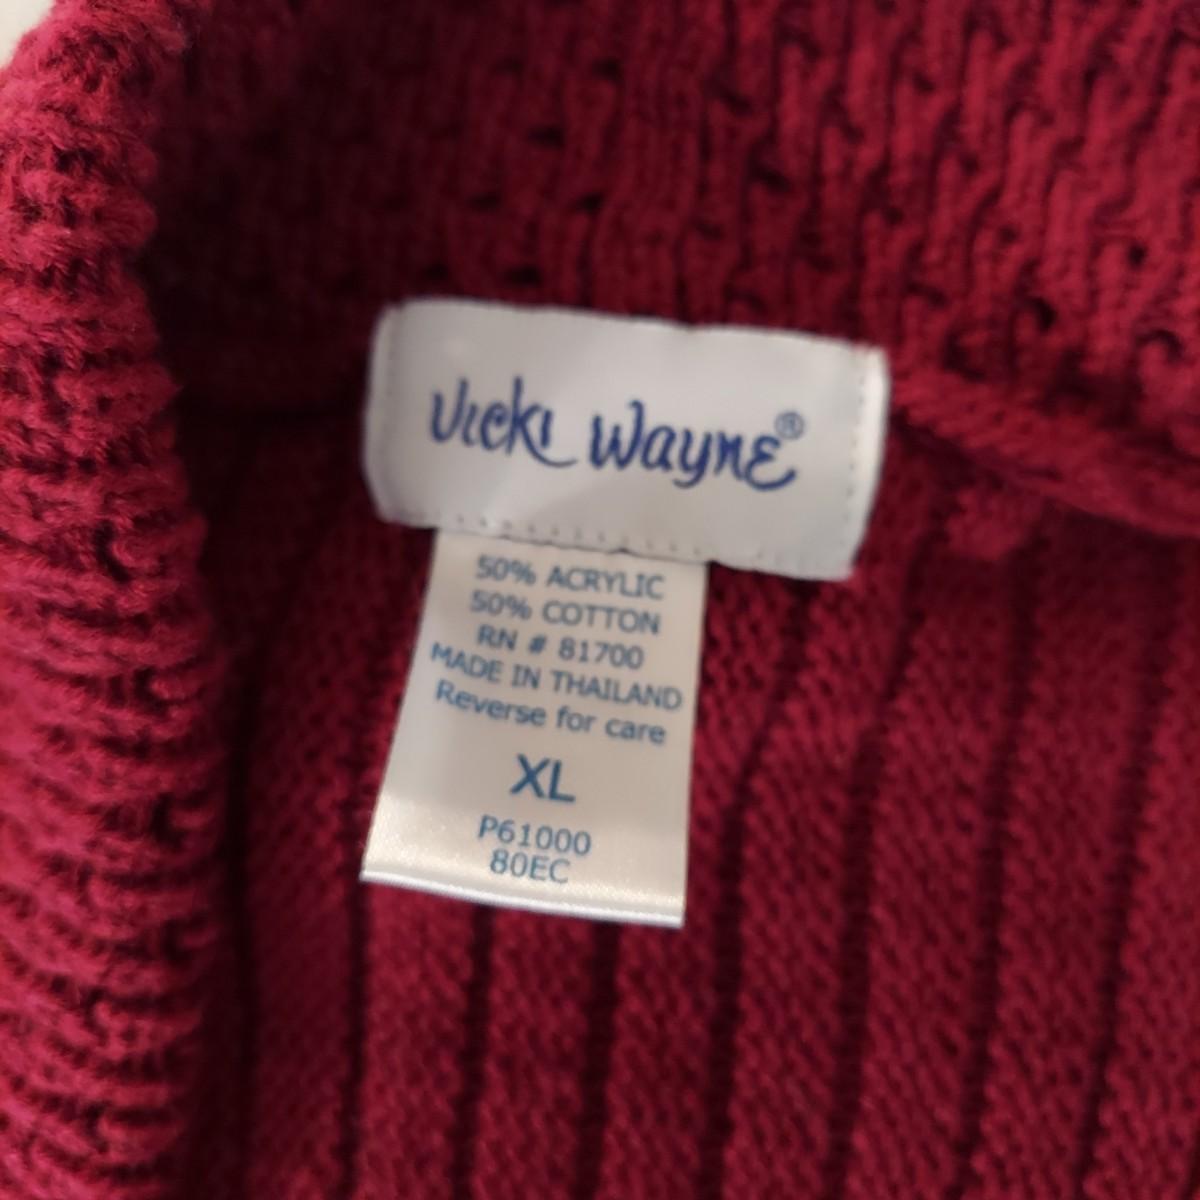 Vicki Wayne®
50% ACRYLIC
50% COTTON
RN # 81700
MADE IN THAILAND
Reverse for care
XL
P61000
80EC